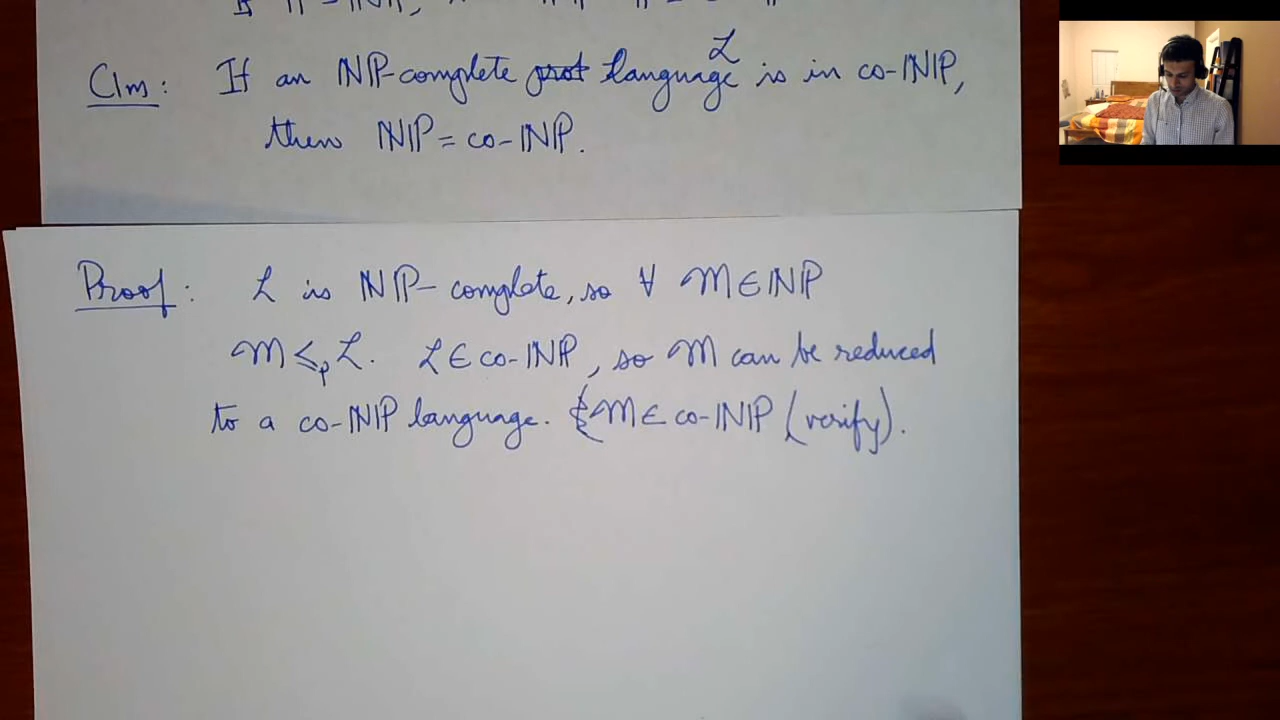 Clm: If an NP-complete language L is in co-NP,
then NP = co-NP.
Proof: L is NP-complete, so ∀ M ∈ NP
M ≤p L. L ∈ co-NP, so M can be reduced
to a co-NP language. & M ∈ co-NP (verify).